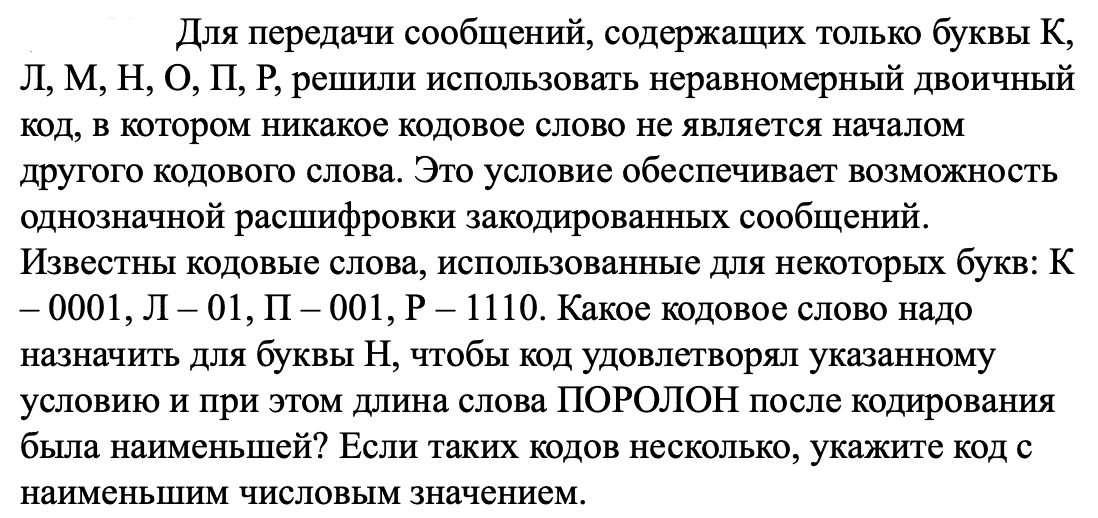 Для передачи сообщений, содержащих только буквы К,
Л, М, Н, О, П, Р, решили использовать неравномерный двоичный
код, в котором никакое кодовое слово не является началом
другого кодового слова. Это условие обеспечивает возможность
однозначной расшифровки закодированных сообщений.
Известны кодовые слова, использованные для некоторых букв: К
– 0001, Л – 01, П – 001, Р – 1110. Какое кодовое слово надо
назначить для буквы Н, чтобы код удовлетворял указанному
условию и при этом длина слова ПОРОЛОН после кодирования
была наименьшей? Если таких кодов несколько, укажите код с
наименьшим числовым значением.